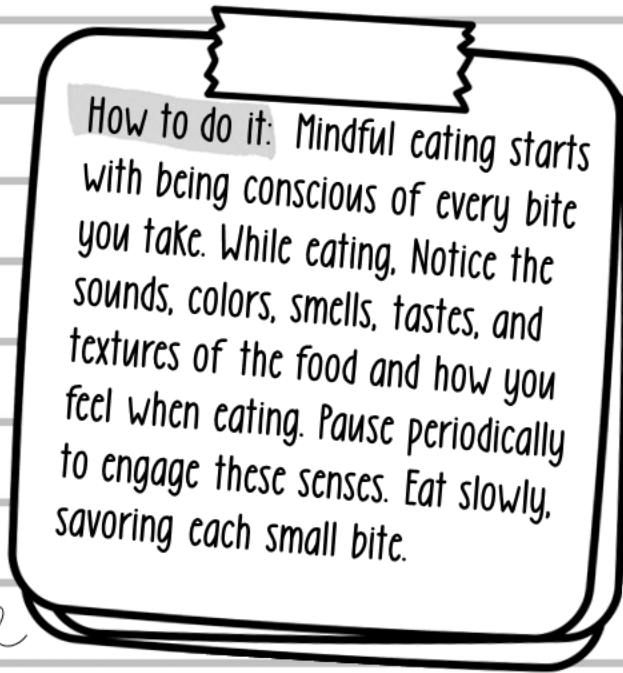 How to do it: Mindful eating starts
with being conscious of every bite
you take. While eating, Notice the
sounds, colors, smells, tastes, and
textures of the food and how you
feel when eating. Pause periodically
to engage these senses. Eat slowly,
savoring each small bite.